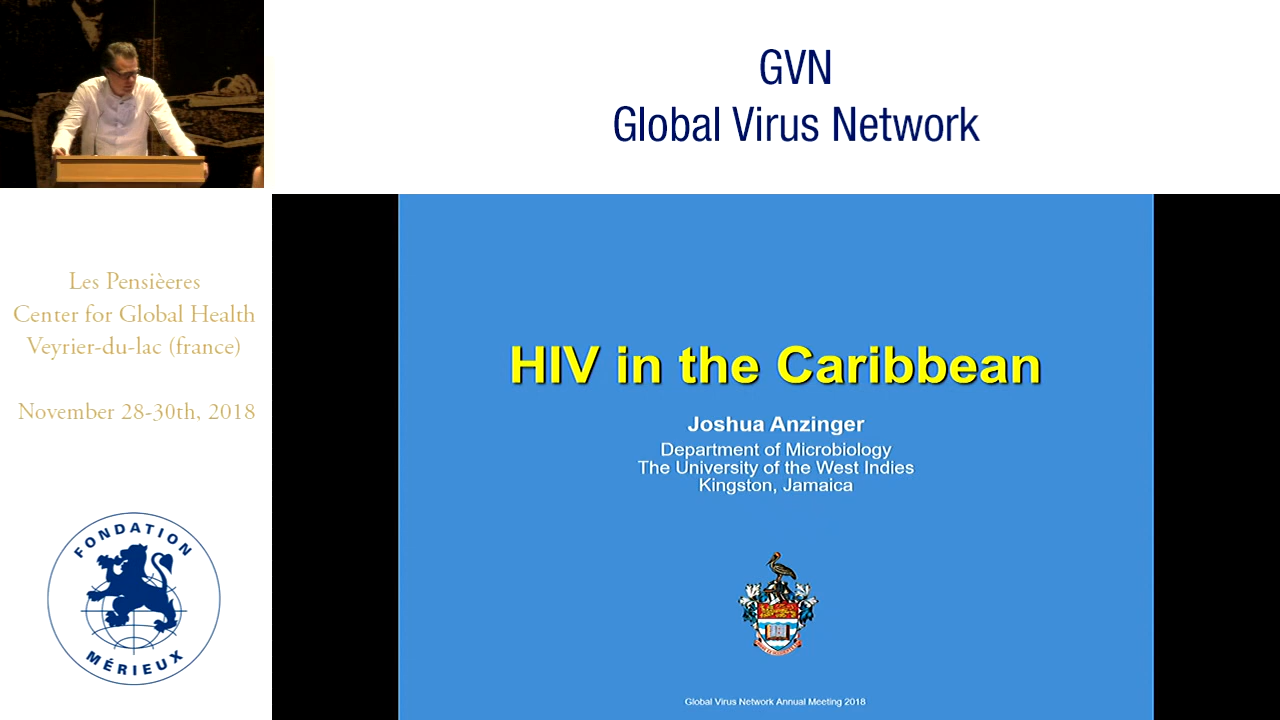 GVN
Global Virus Network
Les Pensièeres
Center for Global Health
Veyrier-du-lac (france)
November 28-30th, 2018
FONDATION
MÉRIEUX
HIV in the Caribbean
Joshua Anzinger
Department of Microbiology
The University of the West Indies
Kingston, Jamaica
Global Virus Network Annual Meeting 2018